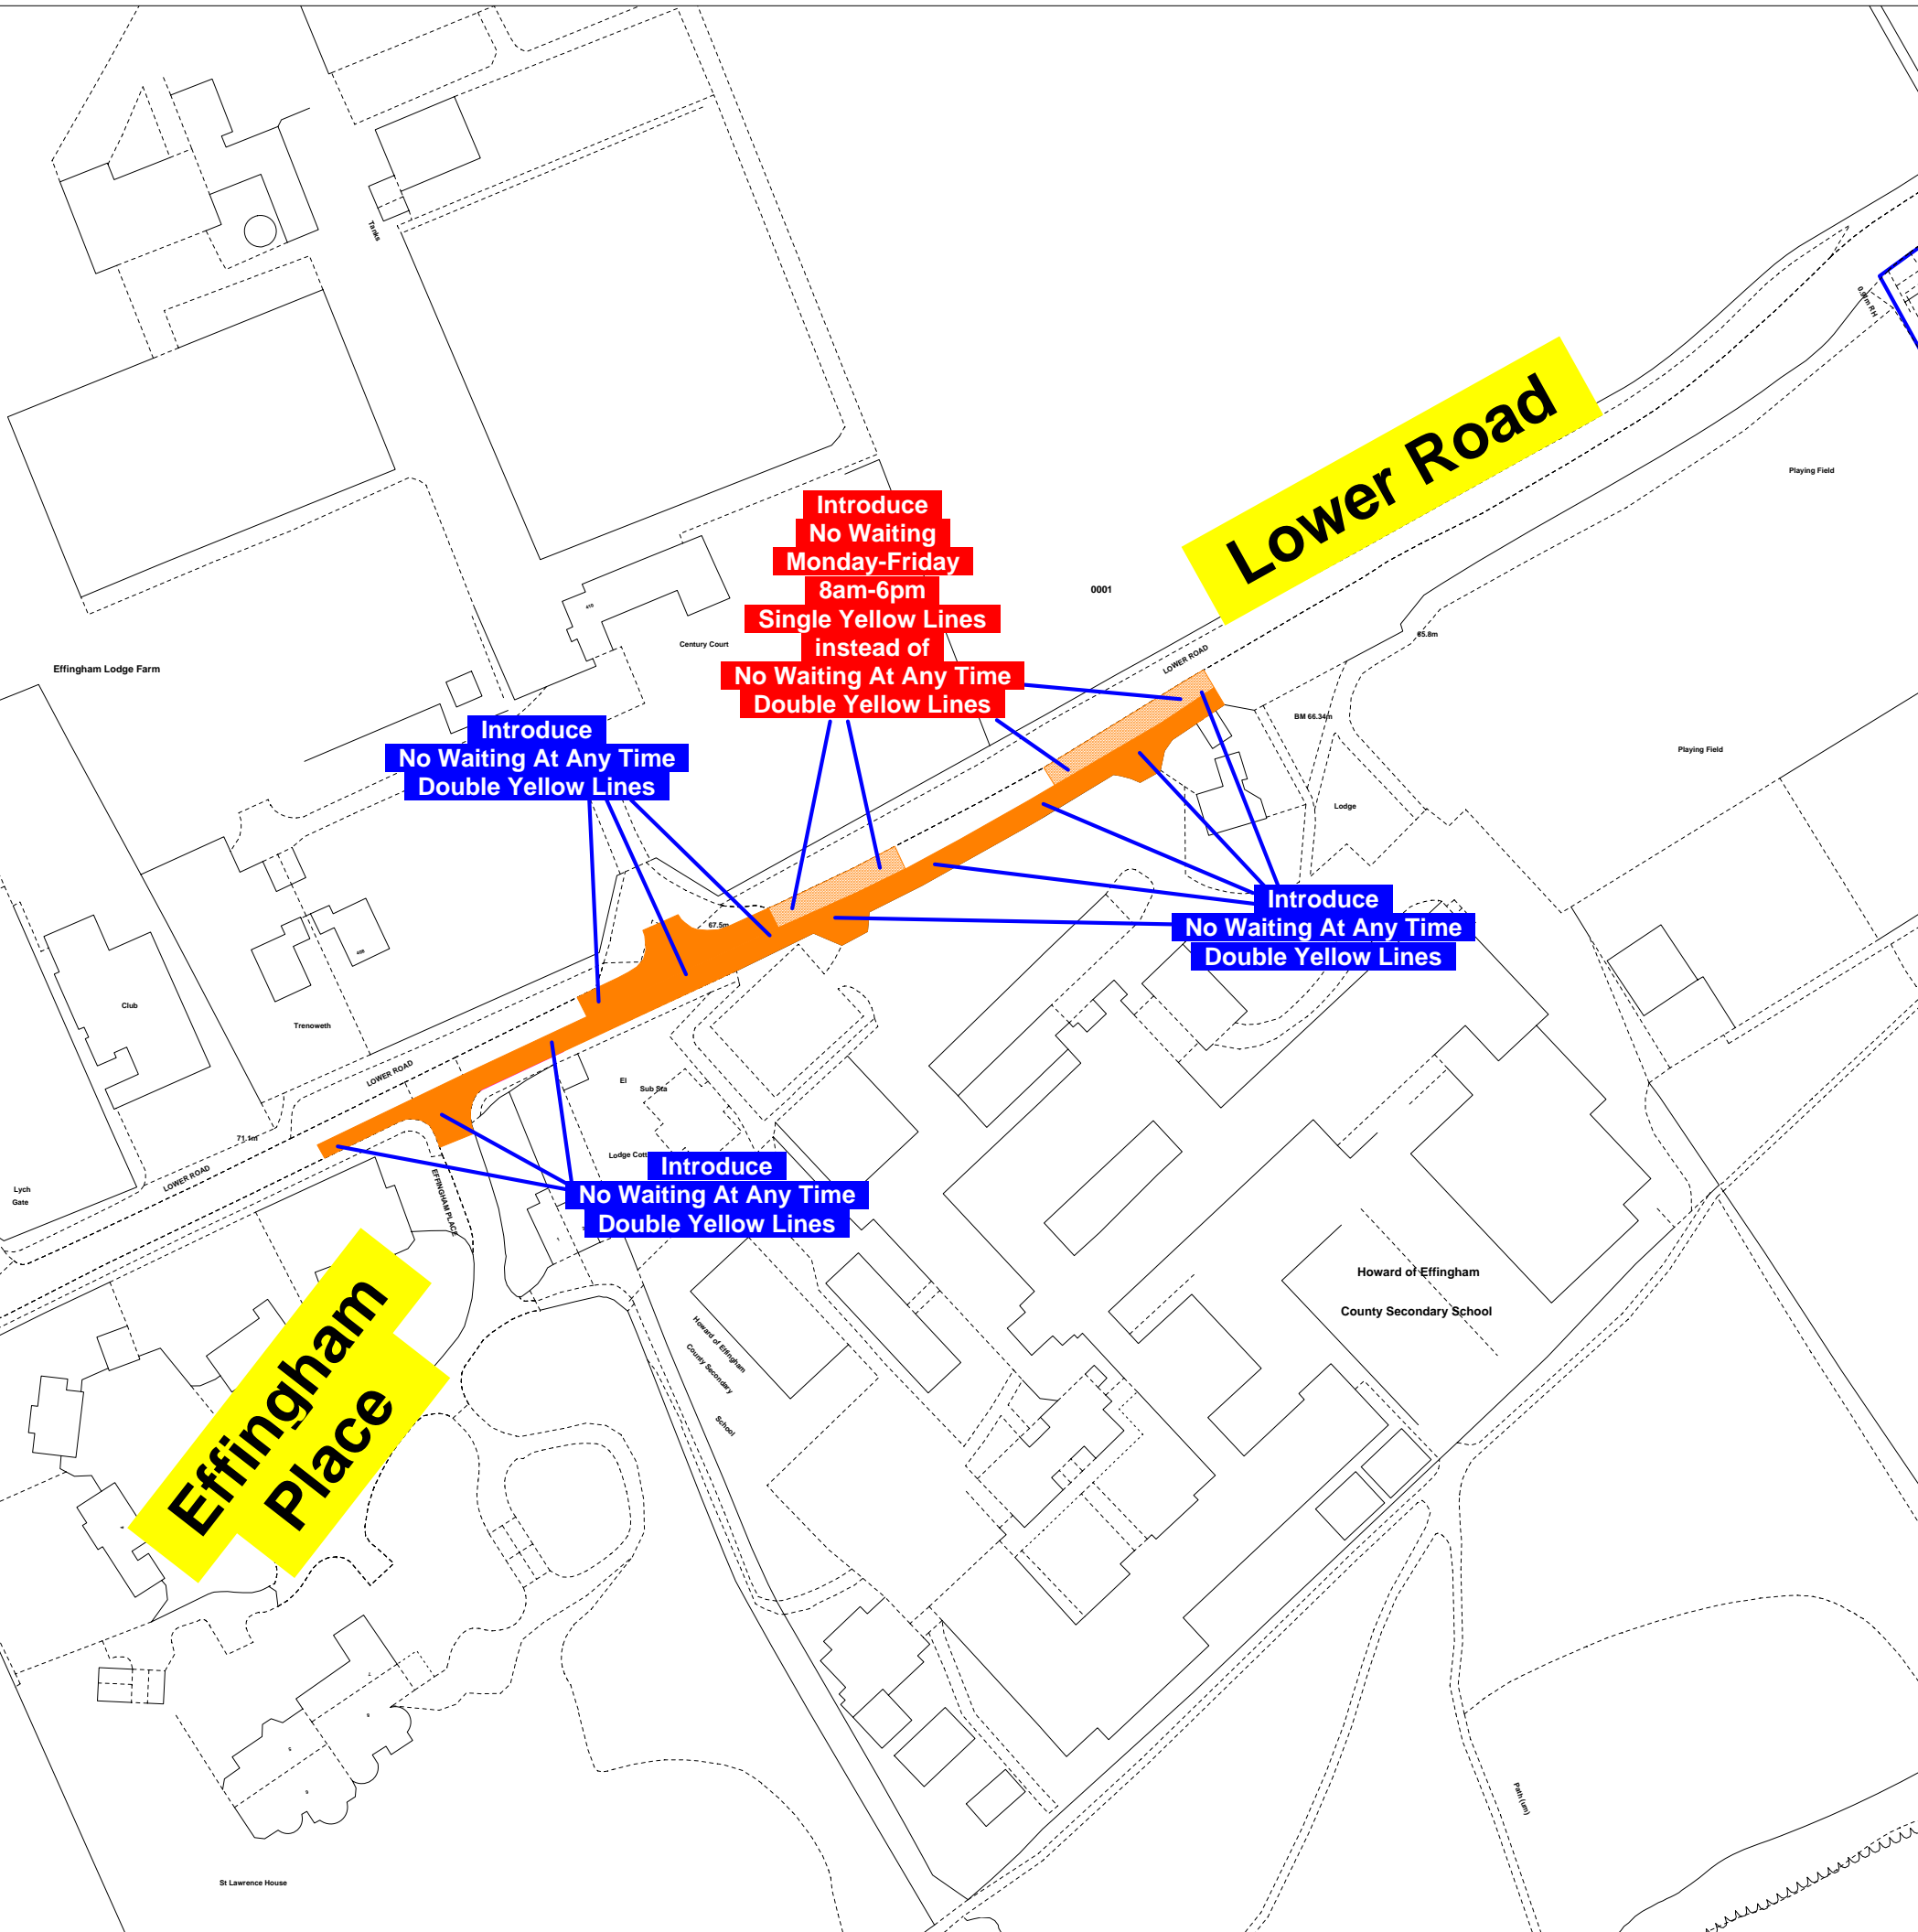 Tanks
0.91m RH
Lower Road
Playing Field
Introduce
No Waiting
Monday-Friday
8am-6pm
Single Yellow Lines
instead of
No Waiting At Any Time
Double Yellow Lines
0001
65.8m
Century Court
LOWER ROAD
Effingham Lodge Farm
BM 66.34m
Playing Field
Introduce
No Waiting At Any Time
Double Yellow Lines
Lodge
Introduce
No Waiting At Any Time
Double Yellow Lines
67.5m
Club
Trenoweth
LOWER ROAD
El
Sub Sta
71.1m
Lodge
LOWER ROAD
Lych
Gate
EFFINGHAM PLACE
Introduce
No Waiting At Any Time
Double Yellow Lines
Effingham
Place
Howard of Effingham
County Secondary School
Howard of Effingham
County Secondary
School
Path (um)
St Lawrence House